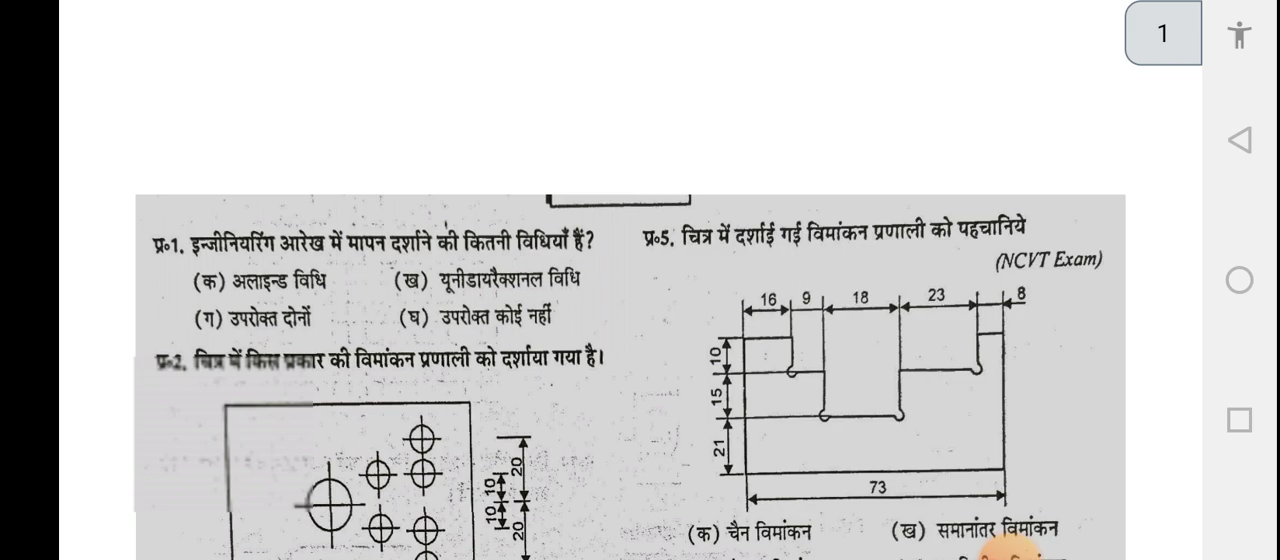 1
प्र॰1. इन्जीनियरिंग आरेख में मापन दर्शाने की कितनी विधियाँ हैं?
(क) अलाइन्ड विधि (ख) यूनीडायरैक्शनल विधि
(ग) उपरोक्त दोनों (घ) उपरोक्त कोई नहीं
प्र॰2. चित्र में किस प्रकार की विमांकन प्रणाली को दर्शाया गया है।
20
10
10
20
प्र॰5. चित्र में दर्शाई गई विमांकन प्रणाली को पहचानिये
(NCVT Exam)
16 9 18 23 8
10
15
21
73
(क) चैन विमांकन (ख) समानांतर विमांकन